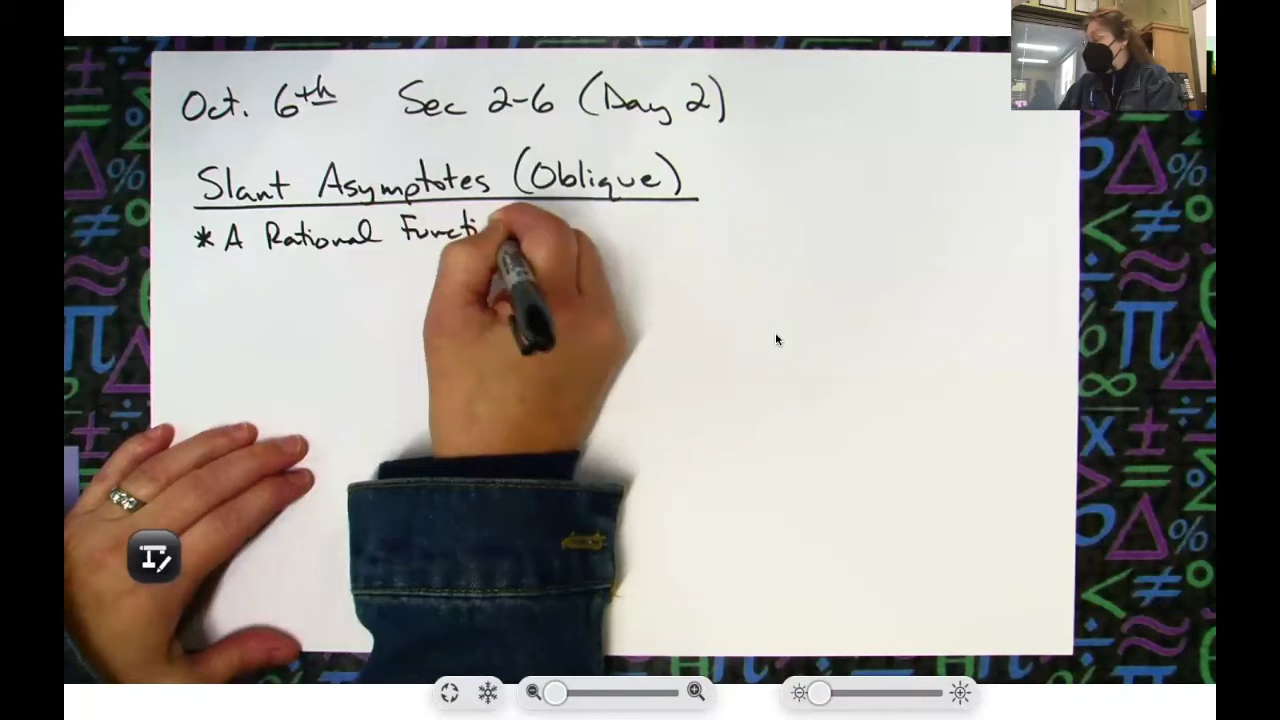 Oct. 6th Sec 2-6 (Day 2)
Slant Asymptotes (Oblique)
* A Rational Functi